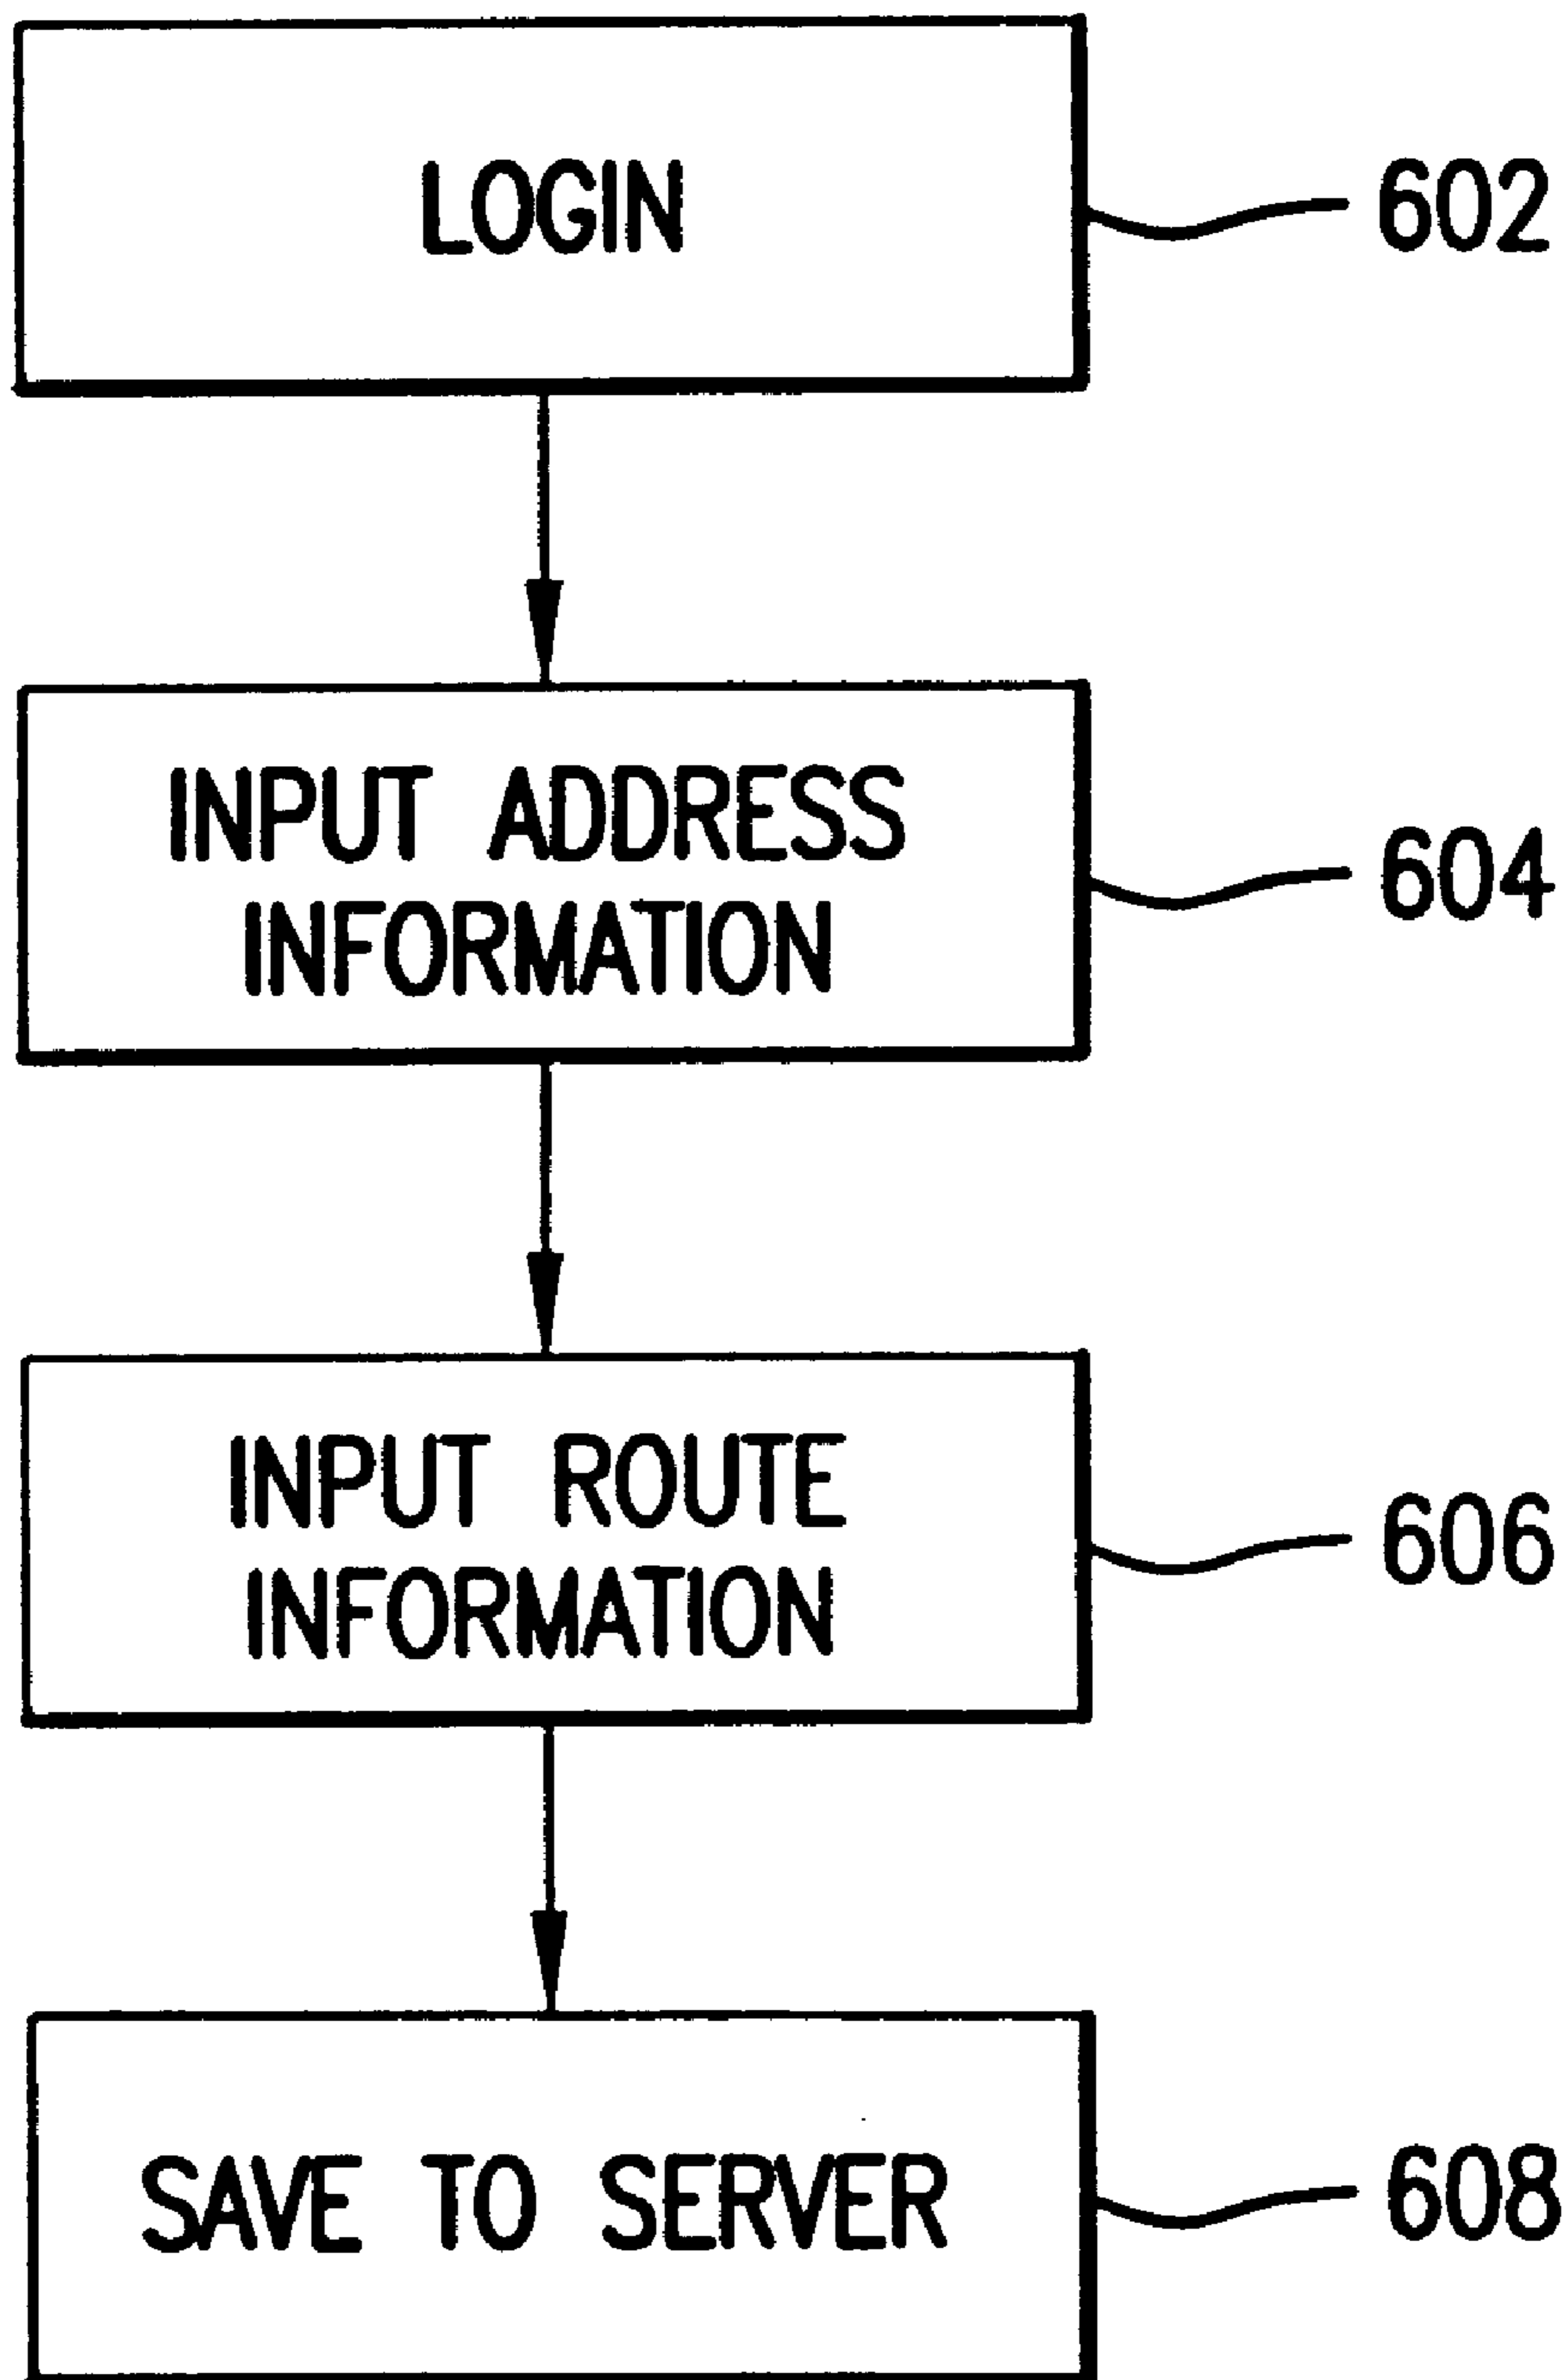 LOGIN
602
INPUT ADDRESS
INFORMATION
604
INPUT ROUTE
INFORMATION
606
SAVE TO SERVER
608